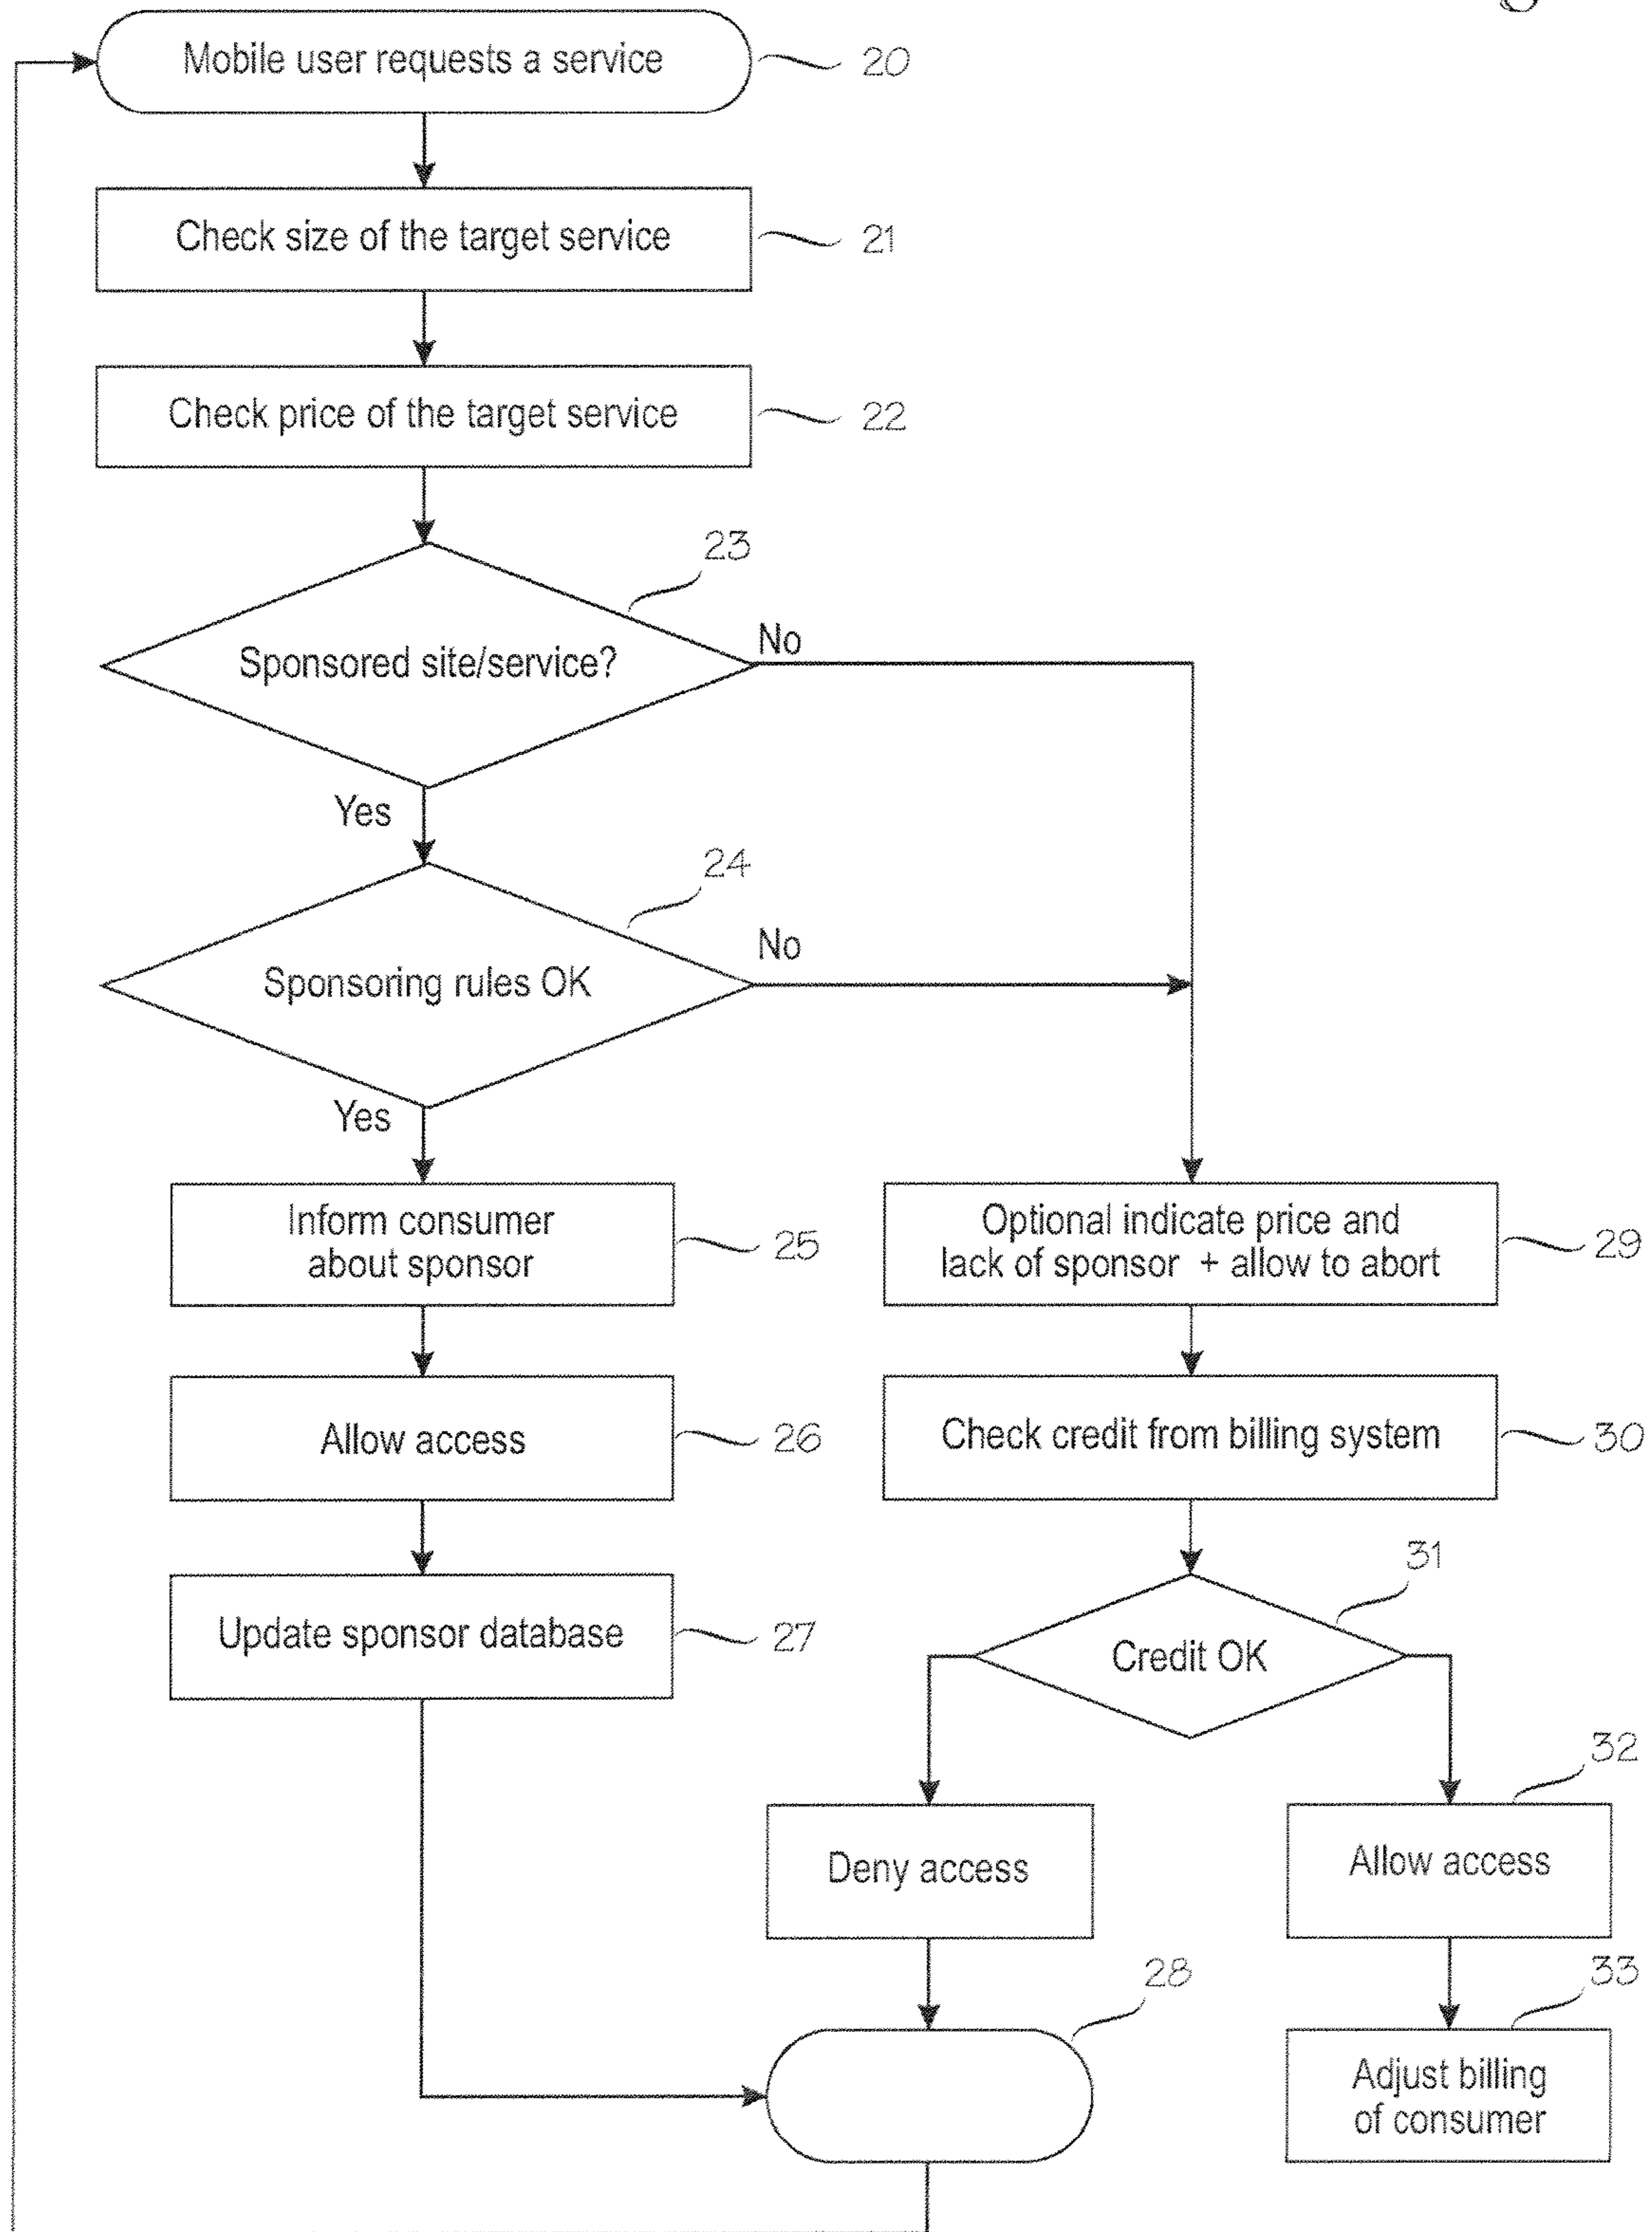 Mobile user requests a service
20
Check size of the target service
21
Check price of the target service
22
23
Sponsored site/service?
No
Yes
24
Sponsoring rules OK
No
Yes
Inform consumer
about sponsor
25
Optional indicate price and
lack of sponsor + allow to abort
29
Allow access
26
Check credit from billing system
30
Update sponsor database
27
31
Credit OK
32
Deny access
Allow access
28
33
Adjust billing
of consumer